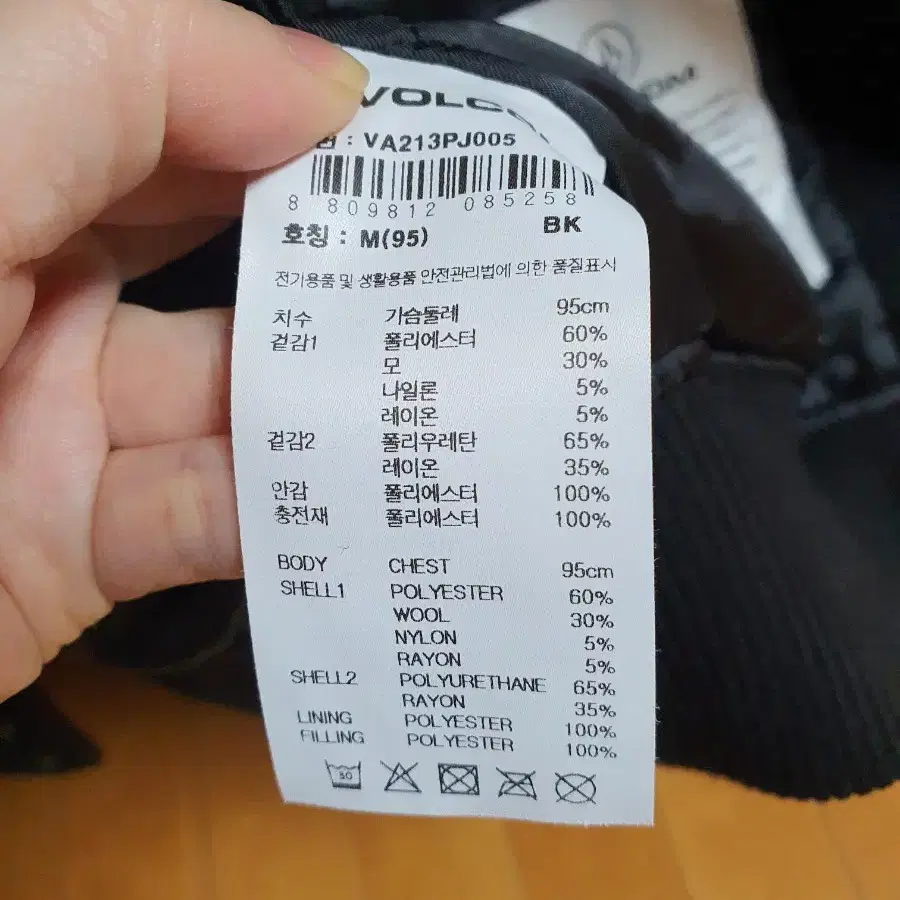 VOLC
: VA213PJ005
8 809812 085258
호칭 : M(95) BK
전기용품 및 생활용품 안전관리법에 의한 품질표시
치수 가슴둘레 95cm
겉감1 폴리에스터 60%
모 30%
나일론 5%
레이온 5%
겉감2 폴리우레탄 65%
레이온 35%
안감 폴리에스터 100%
충전재 폴리에스터 100%
BODY CHEST 95cm
SHELL1 POLYESTER 60%
WOOL 30%
NYLON 5%
RAYON 5%
SHELL2 POLYURETHANE 65%
RAYON 35%
LINING POLYESTER 100%
FILLING POLYESTER 100%
30
OM